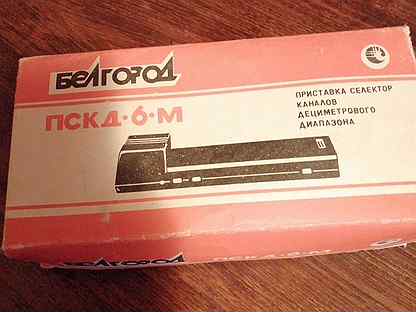 БЕЛГОРОД
ПСКД·6·М
ПРИСТАВКА СЕЛЕКТОР
КАНАЛОВ
ДЕЦИМЕТРОВОГО
ДИАПАЗОНА
БЕЛГОРОД